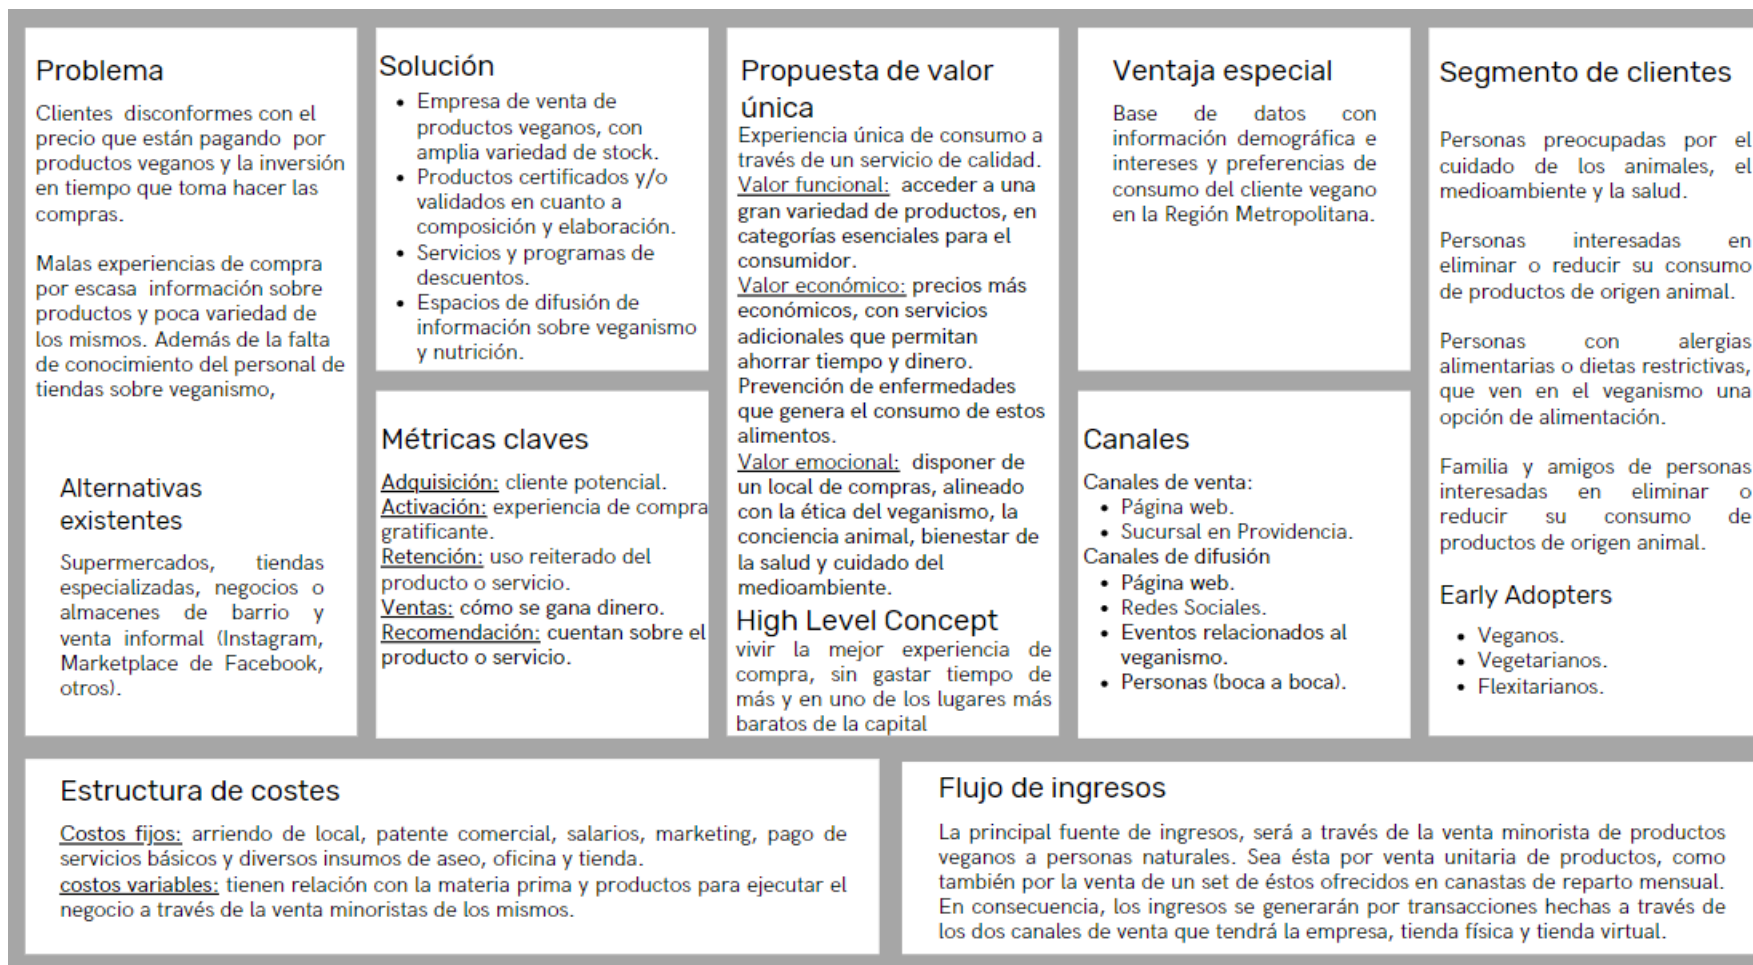 Problema
Clientes disconformes con el
precio que están pagando por
productos veganos y la inversión
en tiempo que toma hacer las
compras.
Malas experiencias de compra
por escasa información sobre
productos y poca variedad de
los mismos. Además de la falta
de conocimiento del personal de
tiendas sobre veganismo,
Alternativas
existentes
Supermercados, tiendas
especializadas, negocios o
almacenes de barrio y
venta informal (Instagram,
Marketplace de Facebook,
otros).
Solución
• Empresa de venta de
productos veganos, con
amplia variedad de stock.
• Productos certificados y/o
validados en cuanto a
composición y elaboración.
• Servicios y programas de
descuentos.
• Espacios de difusión de
información sobre veganismo
y nutrición.
Métricas claves
Adquisición: cliente potencial.
Activación: experiencia de compra
gratificante.
Retención: uso reiterado del
producto o servicio.
Ventas: cómo se gana dinero.
Recomendación: cuentan sobre el
producto o servicio.
Propuesta de valor
única
Experiencia única de consumo a
través de un servicio de calidad.
Valor funcional: acceder a una
gran variedad de productos, en
categorías esenciales para el
consumidor.
Valor económico: precios más
económicos, con servicios
adicionales que permitan
ahorrar tiempo y dinero.
Prevención de enfermedades
que genera el consumo de estos
alimentos.
Valor emocional: disponer de
un local de compras, alineado
con la ética del veganismo, la
conciencia animal, bienestar de
la salud y cuidado del
medioambiente.
High Level Concept
vivir la mejor experiencia de
compra, sin gastar tiempo de
más y en uno de los lugares más
baratos de la capital
Ventaja especial
Base de datos con
información demográfica e
intereses y preferencias de
consumo del cliente vegano
en la Región Metropolitana.
Canales
Canales de venta:
• Página web.
• Sucursal en Providencia.
Canales de difusión
• Página web.
• Redes Sociales.
• Eventos relacionados al
veganismo.
• Personas (boca a boca).
Segmento de clientes
Personas preocupadas por el
cuidado de los animales, el
medioambiente y la salud.
Personas interesadas en
eliminar o reducir su consumo
de productos de origen animal.
Personas con alergias
alimentarias o dietas restrictivas,
que ven en el veganismo una
opción de alimentación.
Familia y amigos de personas
interesadas en eliminar o
reducir su consumo de
productos de origen animal.
Early Adopters
• Veganos.
• Vegetarianos.
• Flexitarianos.
Estructura de costes
Costos fijos: arriendo de local, patente comercial, salarios, marketing, pago de
servicios básicos y diversos insumos de aseo, oficina y tienda.
costos variables: tienen relación con la materia prima y productos para ejecutar el
negocio a través de la venta minoristas de los mismos.
Flujo de ingresos
La principal fuente de ingresos, será a través de la venta minorista de productos
veganos a personas naturales. Sea ésta por venta unitaria de productos, como
también por la venta de un set de éstos ofrecidos en canastas de reparto mensual.
En consecuencia, los ingresos se generarán por transacciones hechas a través de
los dos canales de venta que tendrá la empresa, tienda física y tienda virtual.